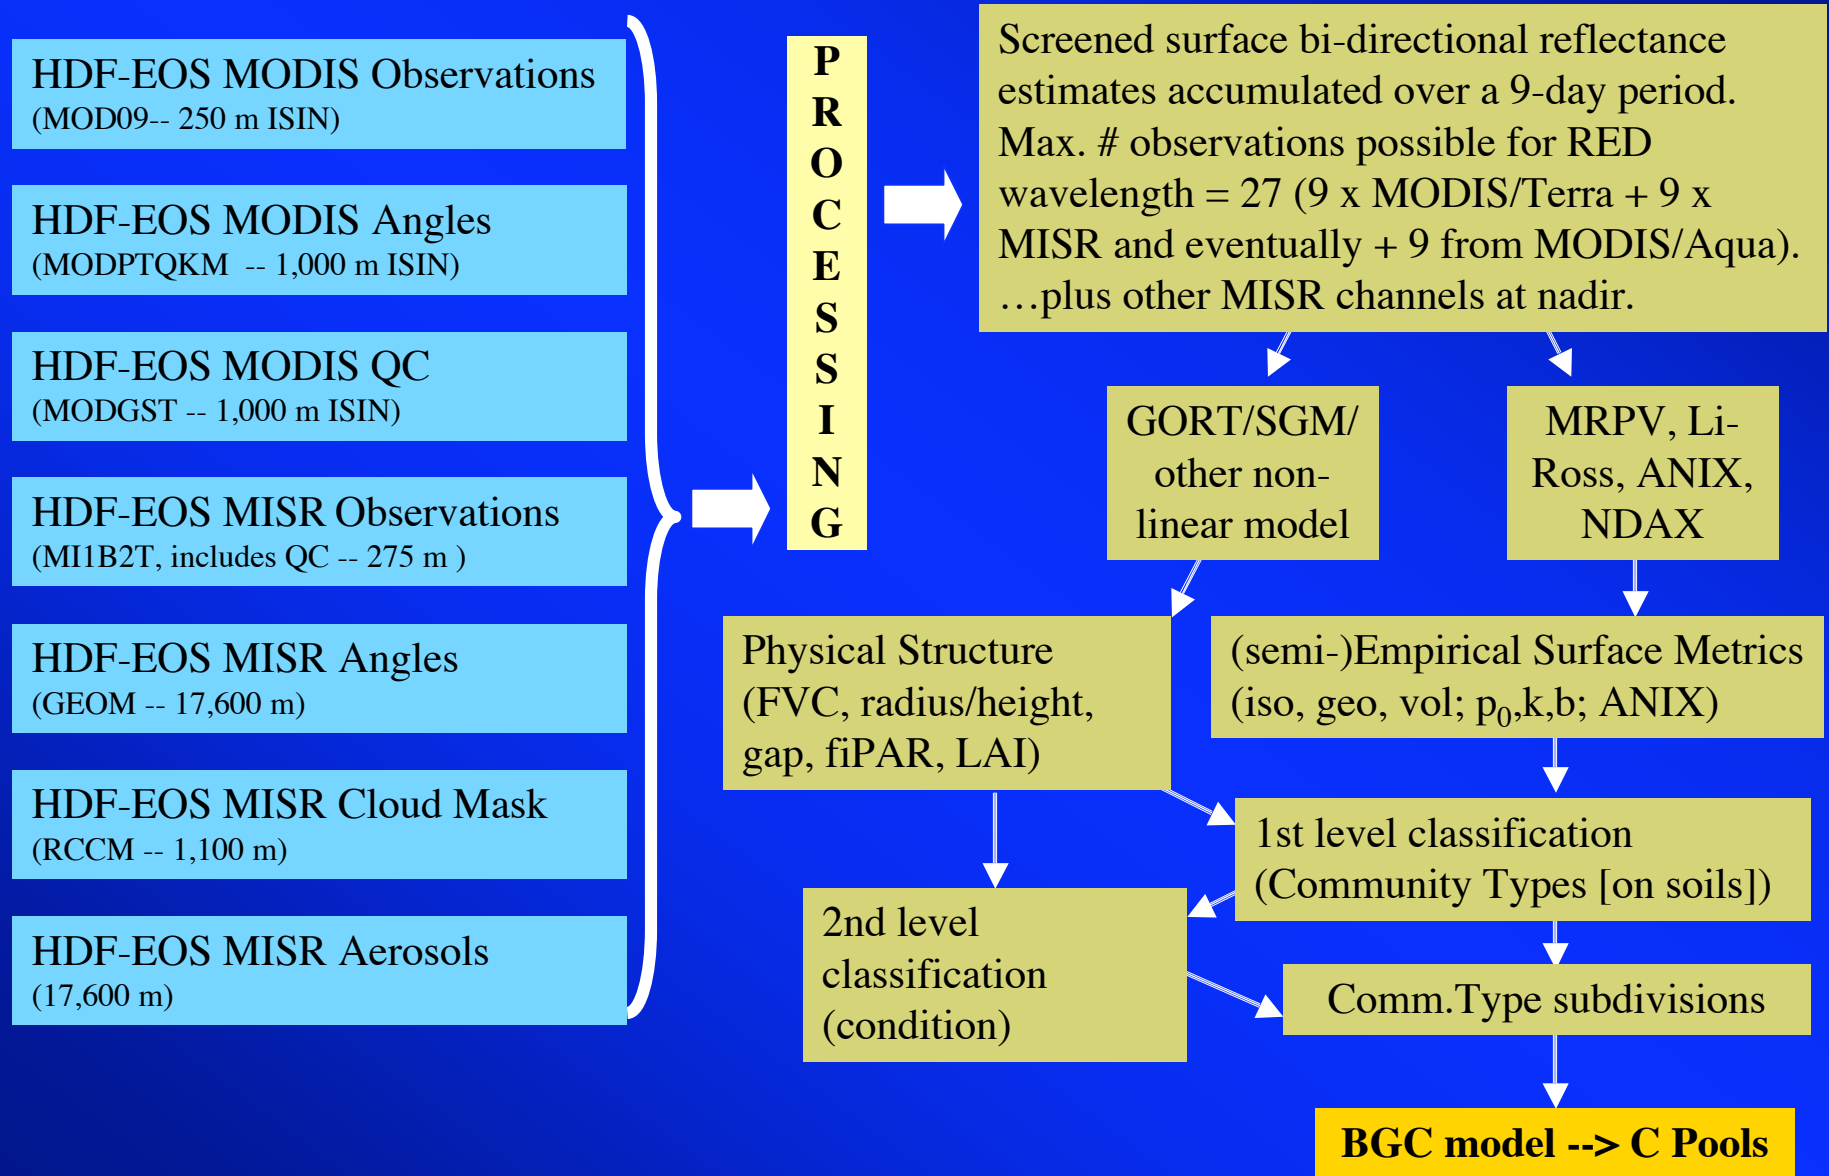 HDF-EOS MODIS Observations
(MOD09-- 250 m ISIN)
HDF-EOS MODIS Angles
(MODPTQKM -- 1,000 m ISIN)
HDF-EOS MODIS QC
(MODGST -- 1,000 m ISIN)
HDF-EOS MISR Observations
(MI1B2T, includes QC -- 275 m )
HDF-EOS MISR Angles
(GEOM -- 17,600 m)
HDF-EOS MISR Cloud Mask
(RCCM -- 1,100 m)
HDF-EOS MISR Aerosols
(17,600 m)
P
R
O
C
E
S
S
I
N
G
Screened surface bi-directional reflectance
estimates accumulated over a 9-day period.
Max. # observations possible for RED
wavelength = 27 (9 x MODIS/Terra + 9 x
MISR and eventually + 9 from MODIS/Aqua).
…plus other MISR channels at nadir.
GORT/SGM/
other non-
linear model
MRPV, Li-
Ross, ANIX,
NDAX
Physical Structure
(FVC, radius/height,
gap, fiPAR, LAI)
(semi-)Empirical Surface Metrics
(iso, geo, vol; p₀,k,b; ANIX)
1st level classification
(Community Types [on soils])
2nd level
classification
(condition)
Comm.Type subdivisions
BGC model --> C Pools